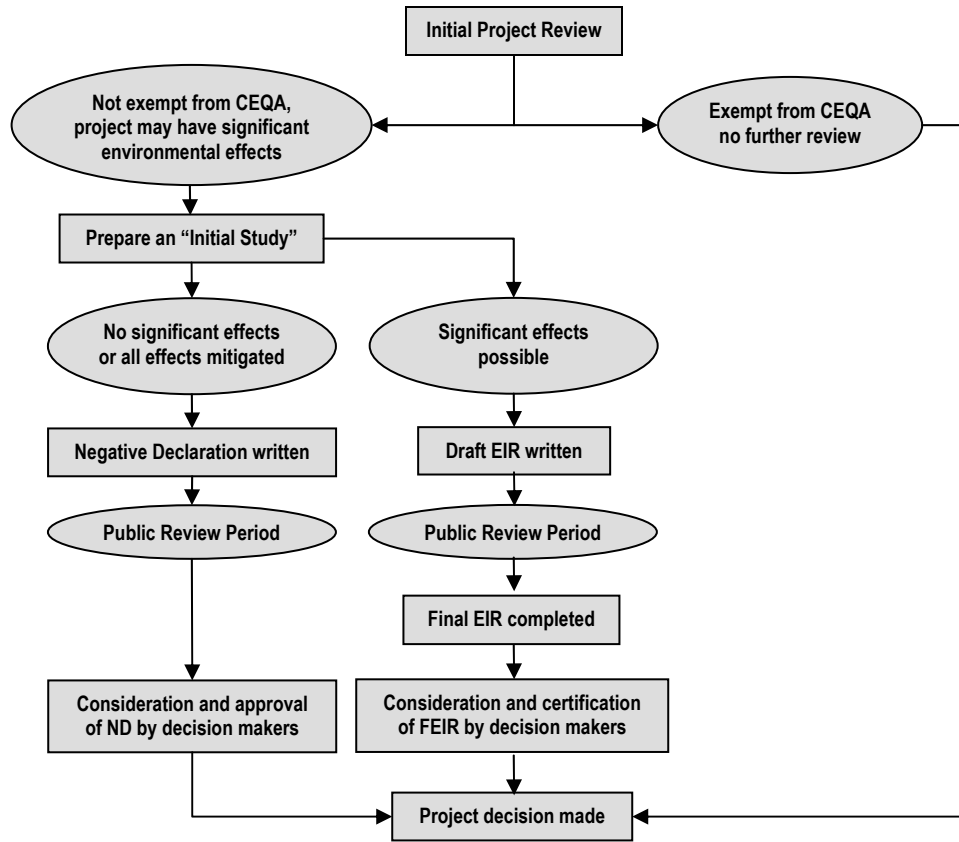 Initial Project Review
Not exempt from CEQA,
project may have significant
environmental effects
Exempt from CEQA
no further review
Prepare an “Initial Study”
No significant effects
or all effects mitigated
Significant effects
possible
Negative Declaration written
Draft EIR written
Public Review Period
Public Review Period
Final EIR completed
Consideration and approval
of ND by decision makers
Consideration and certification
of FEIR by decision makers
Project decision made